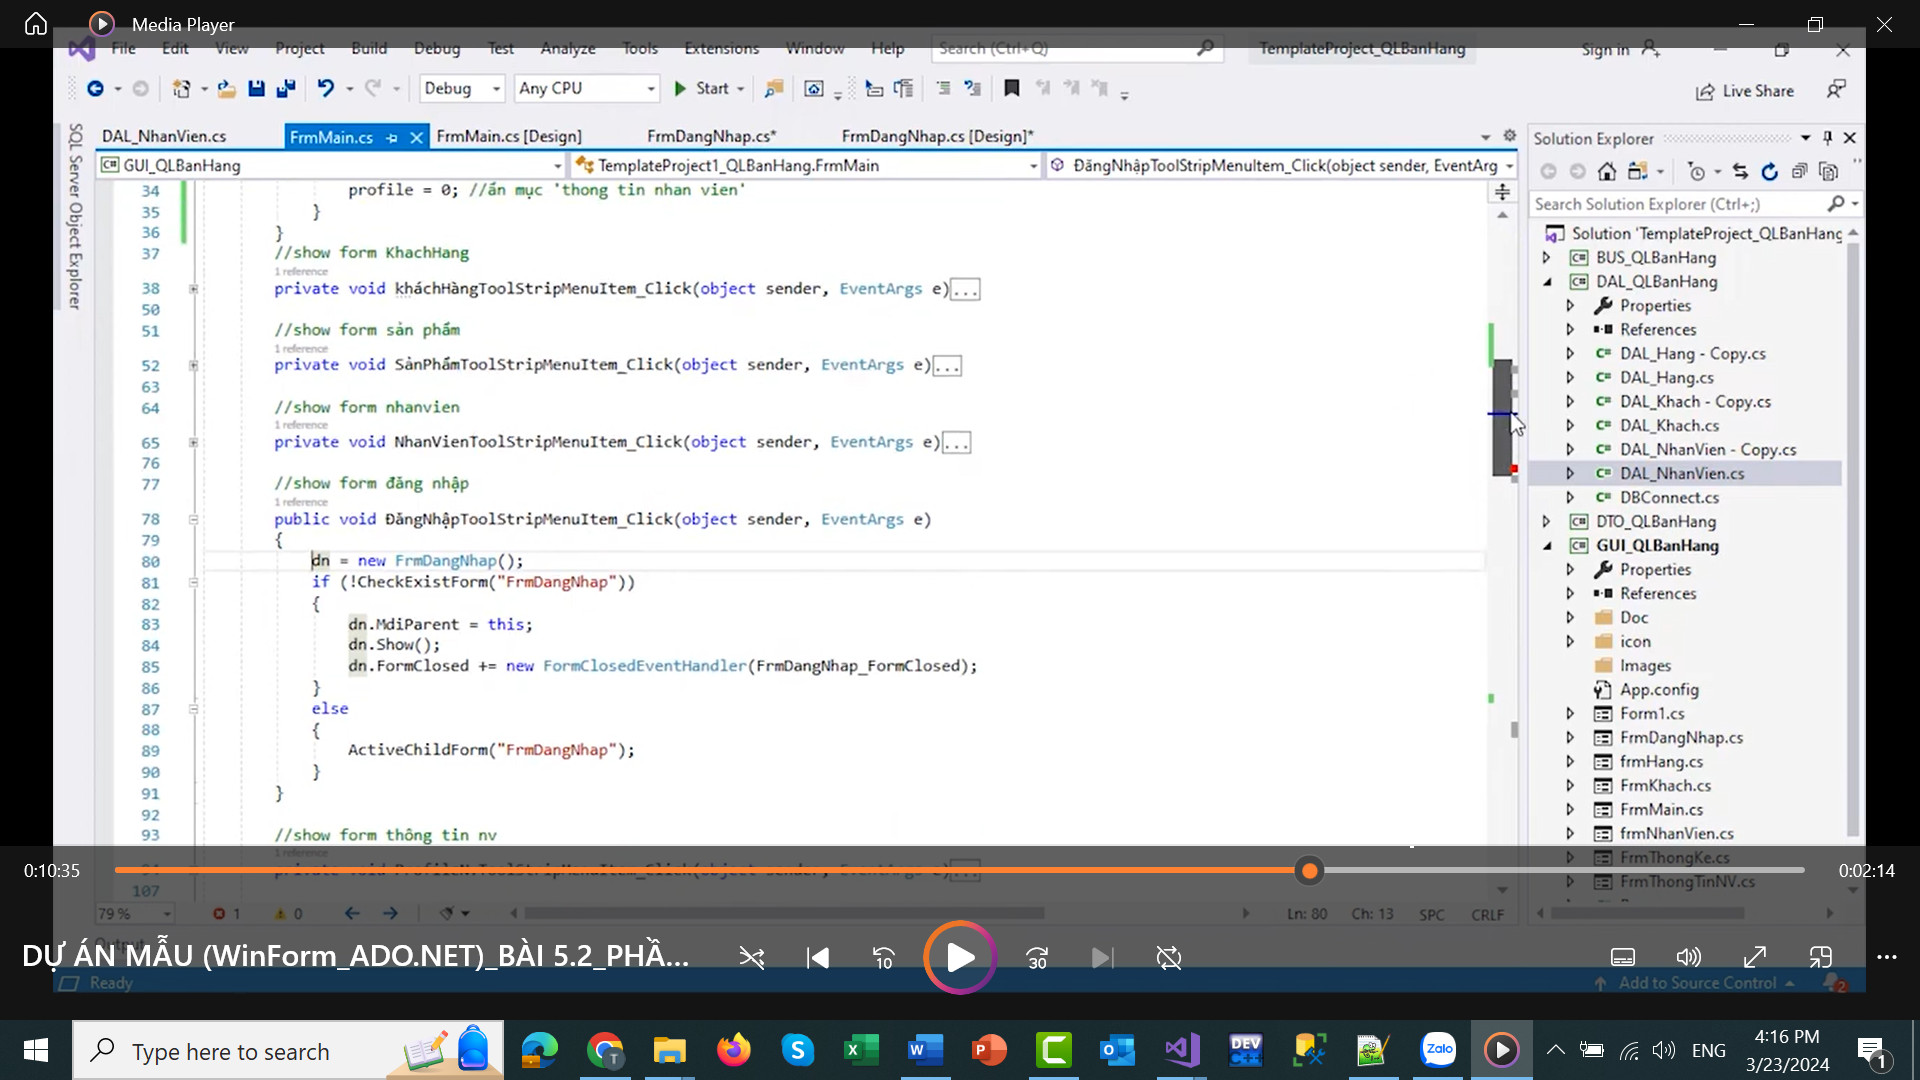 Media Player
File Edit View Project Build Debug Test Analyze Tools Extensions Window Help Search (Ctrl+Q) TemplateProject_QLBanHang Sign in
Debug Any CPU Start Live Share
SQL Server Object Explorer
DAL_NhanVien.cs FrmMain.cs FrmMain.cs [Design] FrmDangNhap.cs* FrmDangNhap.cs [Design]*
GUI_QLBanHang TemplateProject1_QLBanHang.FrmMain ĐăngNhậpToolStripMenuItem_Click(object sender, EventArg
34 profile = 0; //ẩn mục 'thong tin nhan vien'
35 }
36 }
37 //show form KhachHang
1 reference
38 private void kháchHàngToolStripMenuItem_Click(object sender, EventArgs e)...
50
51 //show form sản phẩm
1 reference
52 private void SảnPhẩmToolStripMenuItem_Click(object sender, EventArgs e)...
63
64 //show form nhanvien
1 reference
65 private void NhanVienToolStripMenuItem_Click(object sender, EventArgs e)...
76
77 //show form đăng nhập
1 reference
78 public void ĐăngNhậpToolStripMenuItem_Click(object sender, EventArgs e)
79 {
80 dn = new FrmDangNhap();
81 if (!CheckExistForm("FrmDangNhap"))
82 {
83 dn.MdiParent = this;
84 dn.Show();
85 dn.FormClosed += new FormClosedEventHandler(FrmDangNhap_FormClosed);
86 }
87 else
88 {
89 ActiveChildForm("FrmDangNhap");
90 }
91 }
92
93 //show form thông tin nv
1 reference
94 private void ProfileNvToolStripMenuItem_Click(object sender, EventArgs e)...
107
79 % 1 0 Ln: 80 Ch: 13 SPC CRLF
Output
Solution Explorer
Search Solution Explorer (Ctrl+;)
Solution 'TemplateProject_QLBanHang
BUS_QLBanHang
DAL_QLBanHang
Properties
References
DAL_Hang - Copy.cs
DAL_Hang.cs
DAL_Khach - Copy.cs
DAL_Khach.cs
DAL_NhanVien - Copy.cs
DAL_NhanVien.cs
DBConnect.cs
DTO_QLBanHang
GUI_QLBanHang
Properties
References
Doc
icon
Images
App.config
Form1.cs
FrmDangNhap.cs
frmHang.cs
FrmKhach.cs
FrmMain.cs
frmNhanVien.cs
FrmThongKe.cs
FrmThongTinNV.cs
0:10:35 0:02:14
DỰ ÁN MẪU (WinForm_ADO.NET)_BÀI 5.2_PHẦ...
10 30
Ready Add to Source Control 2
Type here to search
T X W P C DEV C++ Zalo
ENG
4:16 PM
3/23/2024
1